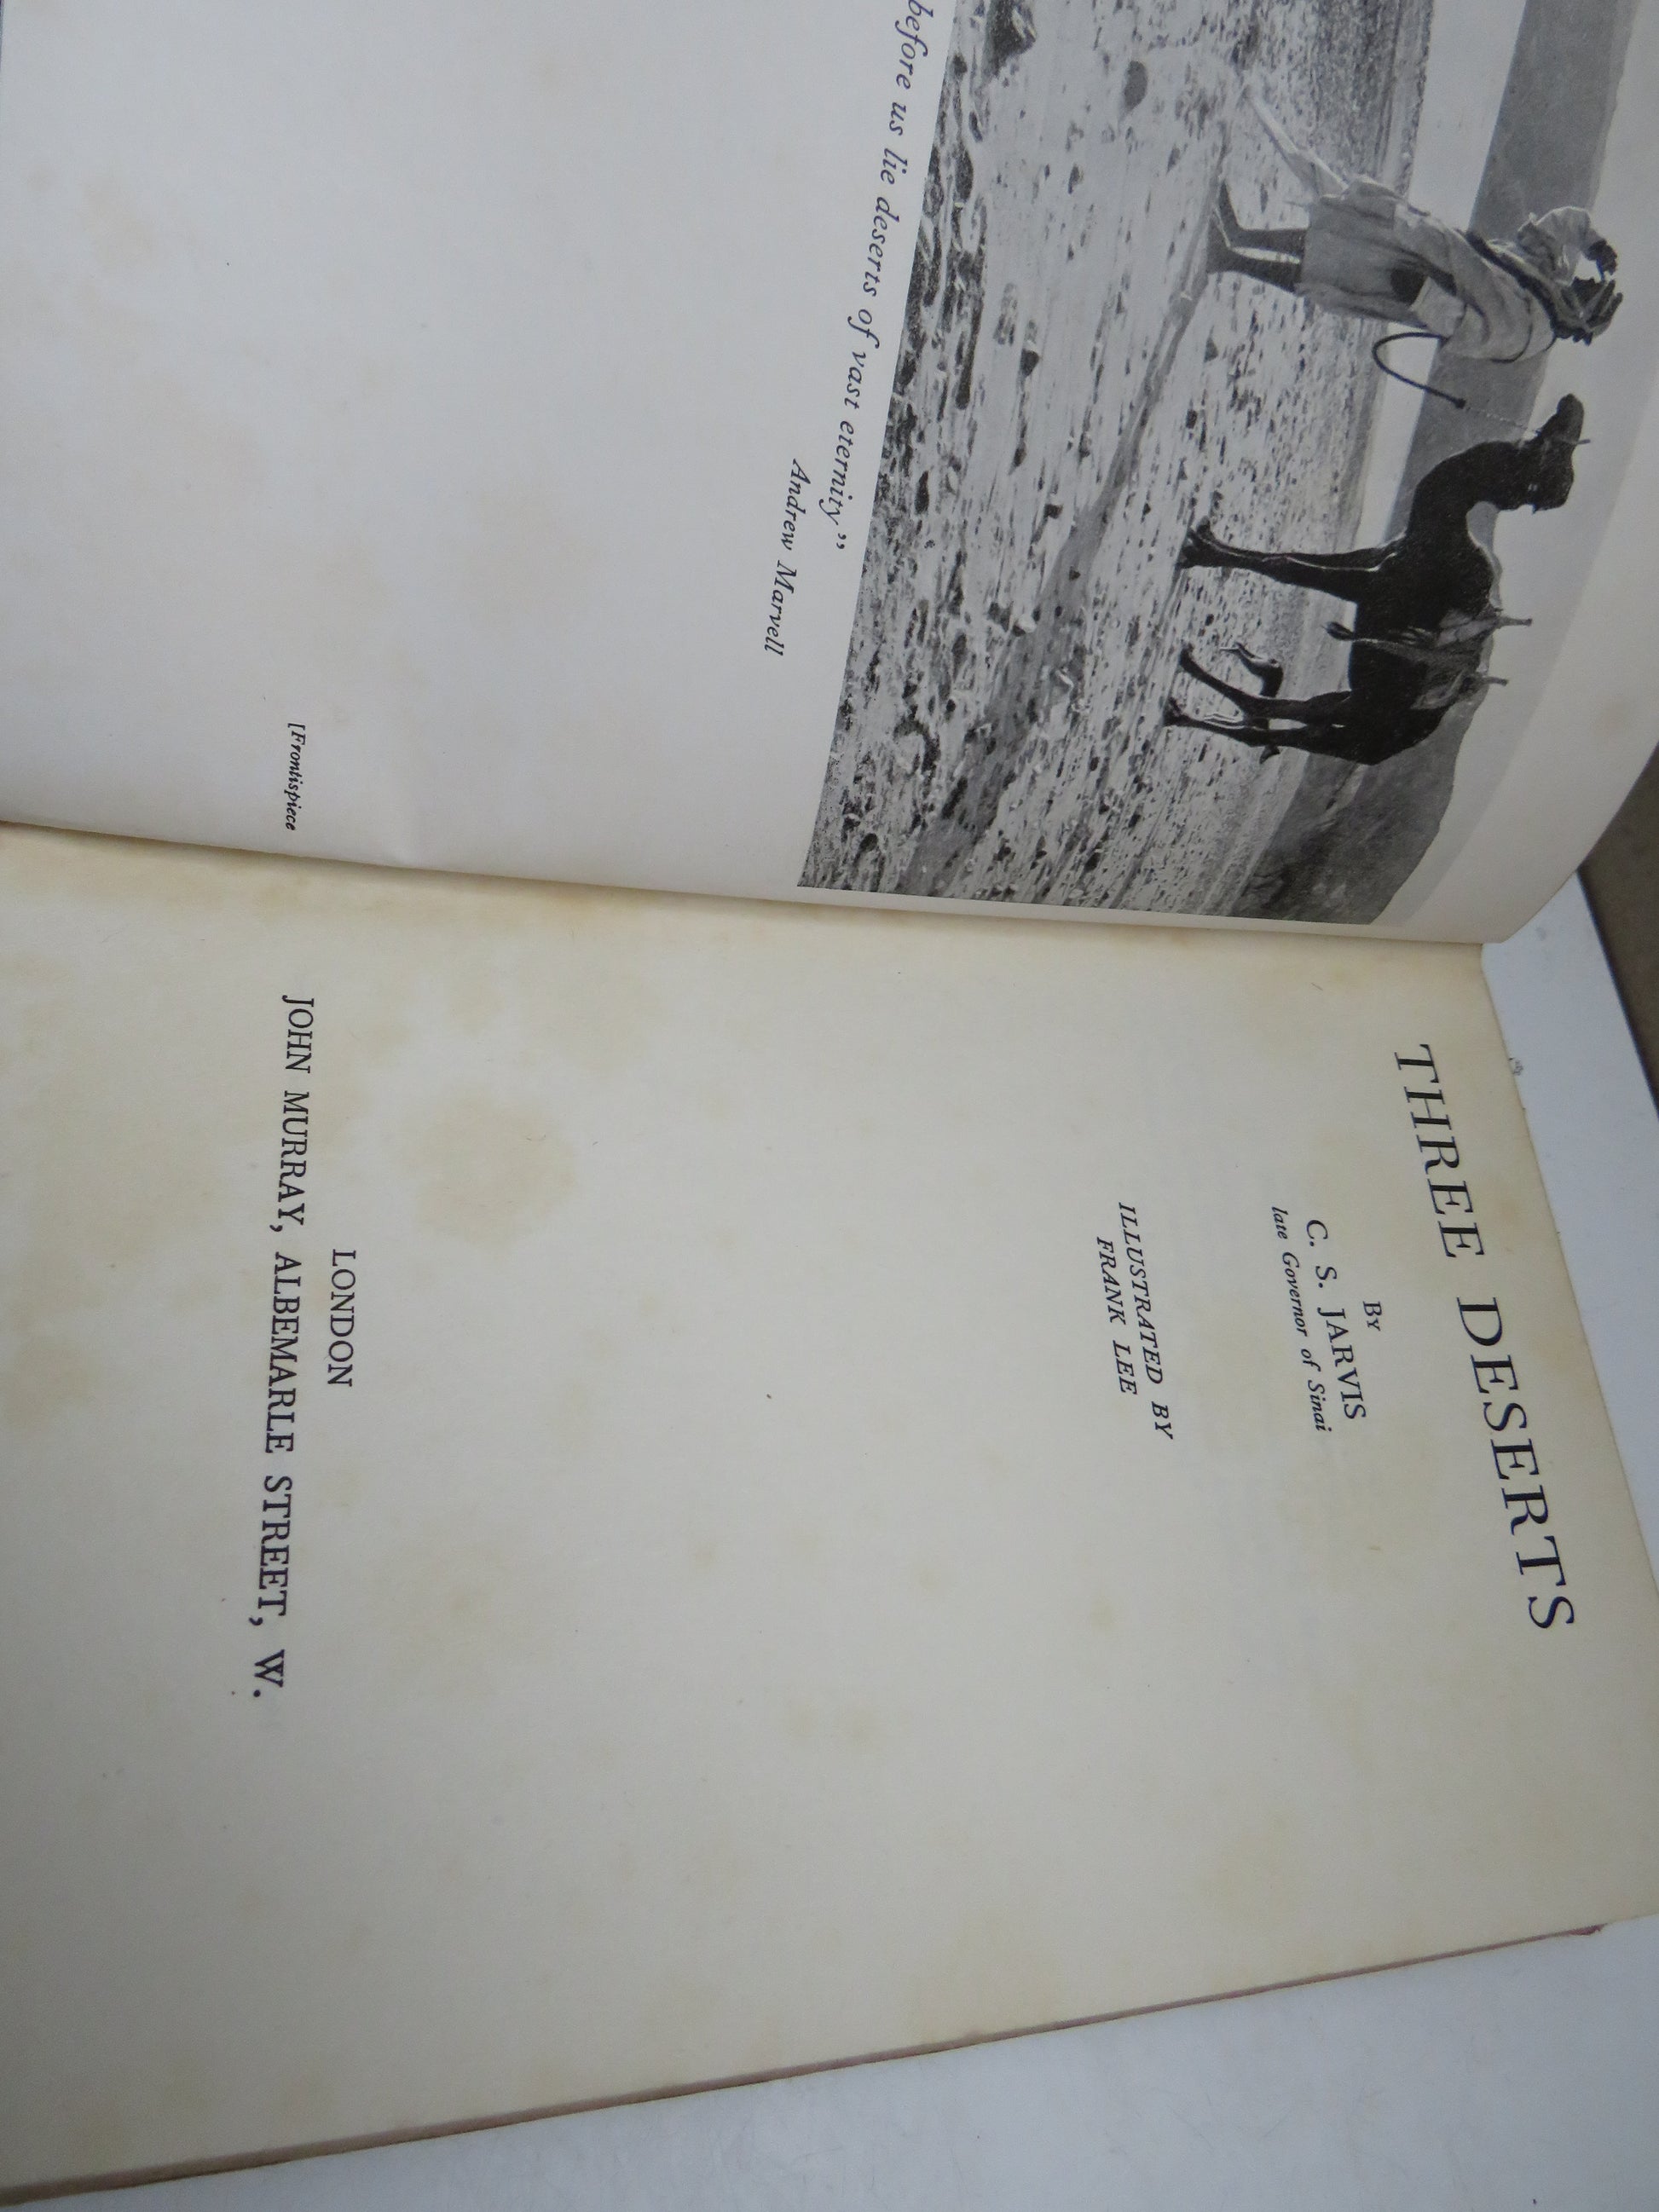 before us lie deserts of vast eternity”
Andrew Marvell
[Frontispiece
THREE DESERTS
BY
C. S. JARVIS
late Governor of Sinai
ILLUSTRATED BY
FRANK LEE
LONDON
JOHN MURRAY, ALBEMARLE STREET, W.